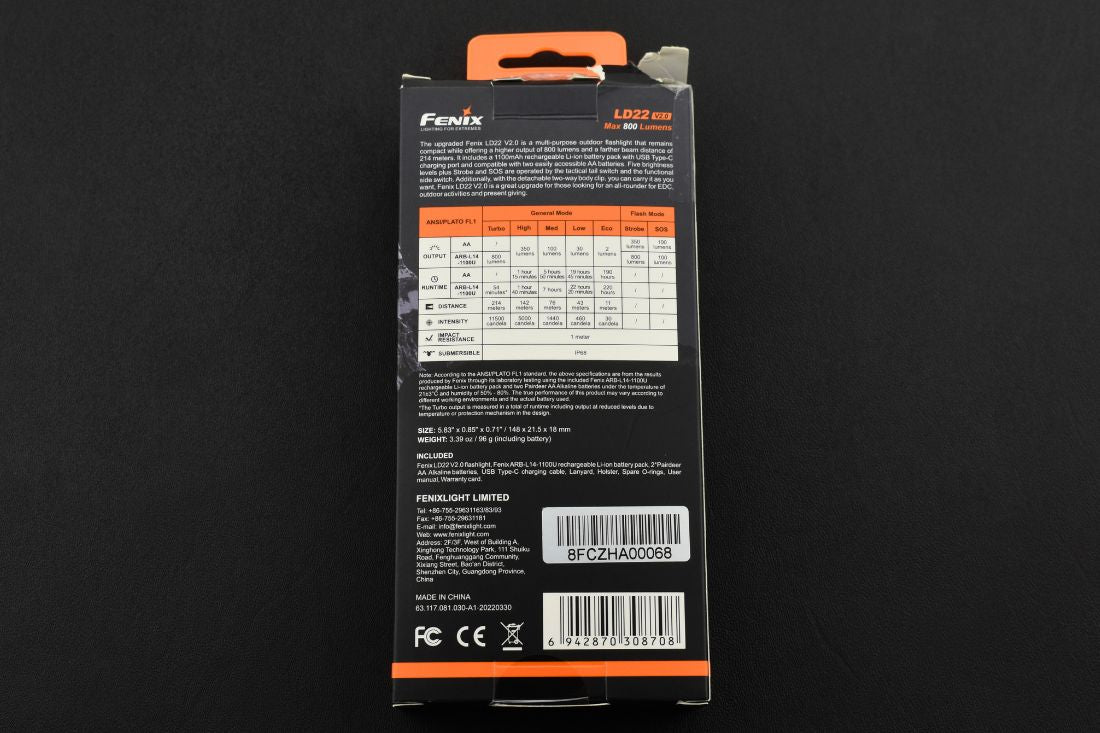 FENIX
LIGHTING FOR EXTREMES
LD22 V2.0
Max 800 Lumens
The upgraded Fenix LD22 V2.0 is a multi-purpose outdoor flashlight that remains
compact while offering a higher output of 800 lumens and a farther beam distance of
214 meters. It includes a 1100mAh rechargeable Li-ion battery pack with USB Type-C
charging port and compatible with two easily accessible AA batteries. Five brightness
levels plus Strobe and SOS are operated by the tactical tail switch and the functional
side switch. Additionally, with the detachable two-way body clip, you can carry it as you
want. Fenix LD22 V2.0 is a great upgrade for those looking for an all-rounder for EDC,
outdoor activities and present giving.
ANSI/PLATO FL1 General Mode Flash Mode
Turbo High Med Low Eco Strobe SOS
OUTPUT
AA / 350 lumens 100 lumens 30 lumens 2 lumens 350 lumens 100 lumens
ARB-L14 -1100U 800 lumens 800 lumens 100 lumens
RUNTIME
AA / 1 hour 15 minutes 5 hours 50 minutes 19 hours 45 minutes 190 hours / /
ARB-L14 -1100U 54 minutes* 1 hour 40 minutes 7 hours 22 hours 20 minutes 220 hours / /
DISTANCE 214 meters 142 meters 76 meters 43 meters 11 meters / /
INTENSITY 11500 candela 5000 candela 1440 candela 460 candela 30 candela / /
IMPACT RESISTANCE 1 meter
SUBMERSIBLE IP68
Note: According to the ANSI/PLATO FL1 standard, the above specifications are from the results
produced by Fenix through its laboratory testing using the included Fenix ARB-L14-1100U
rechargeable Li-ion battery pack and two Pairdeer AA Alkaline batteries under the temperature of
21±3°C and humidity of 50% - 80%. The true performance of this product may vary according to
different working environments and the actual battery used.
*The Turbo output is measured in a total of runtime including output at reduced levels due to
temperature or protection mechanism in the design.
SIZE: 5.83" x 0.85" x 0.71" / 148 x 21.5 x 18 mm
WEIGHT: 3.39 oz / 96 g (including battery)
INCLUDED
Fenix LD22 V2.0 flashlight, Fenix ARB-L14-1100U rechargeable Li-ion battery pack, 2*Pairdeer
AA Alkaline batteries, USB Type-C charging cable, Lanyard, Holster, Spare O-rings, User
manual, Warranty card.
FENIXLIGHT LIMITED
Tel: +86-755-29631163/83/93
Fax: +86-755-29631181
E-mail: info@fenixlight.com
Web: www.fenixlight.com
Address: 2F/3F, West of Building A,
Xinghong Technology Park, 111 Shuiku
Road, Fenghuanggang Community,
Xixiang Street, Bao'an District,
Shenzhen City, Guangdong Province,
China
8FCZHA00068
MADE IN CHINA
63.117.081.030-A1-20220330
FC CE
6 942870 308708